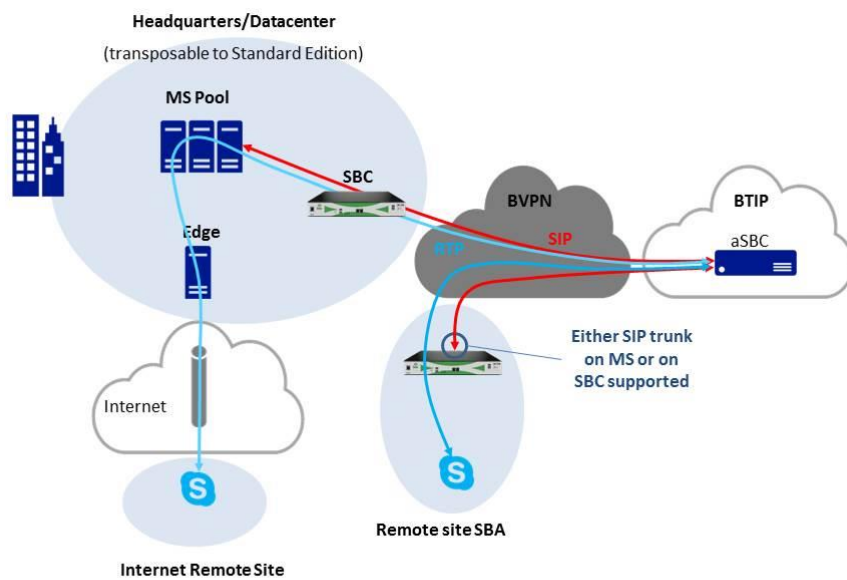 Headquarters/Datacenter
(transposable to Standard Edition)
MS Pool
SBC
BVPN
BTIP
aSBC
Edge
RTP
SIP
Either SIP trunk
on MS or on
SBC supported
Internet
S
S
Remote site SBA
Internet Remote Site